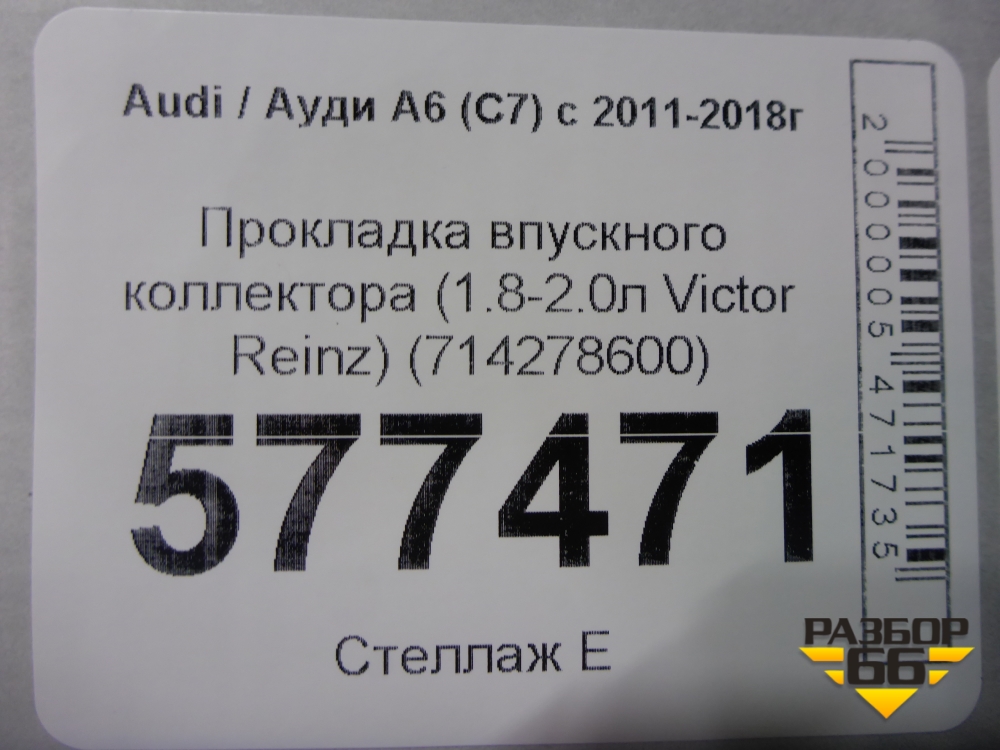 Audi / Ауди А6 (С7) с 2011-2018г
Прокладка впускного
коллектора (1.8-2.0л Victor
Reinz) (714278600)
577471
Стеллаж Е
2000005471735
РАЗБОР
66